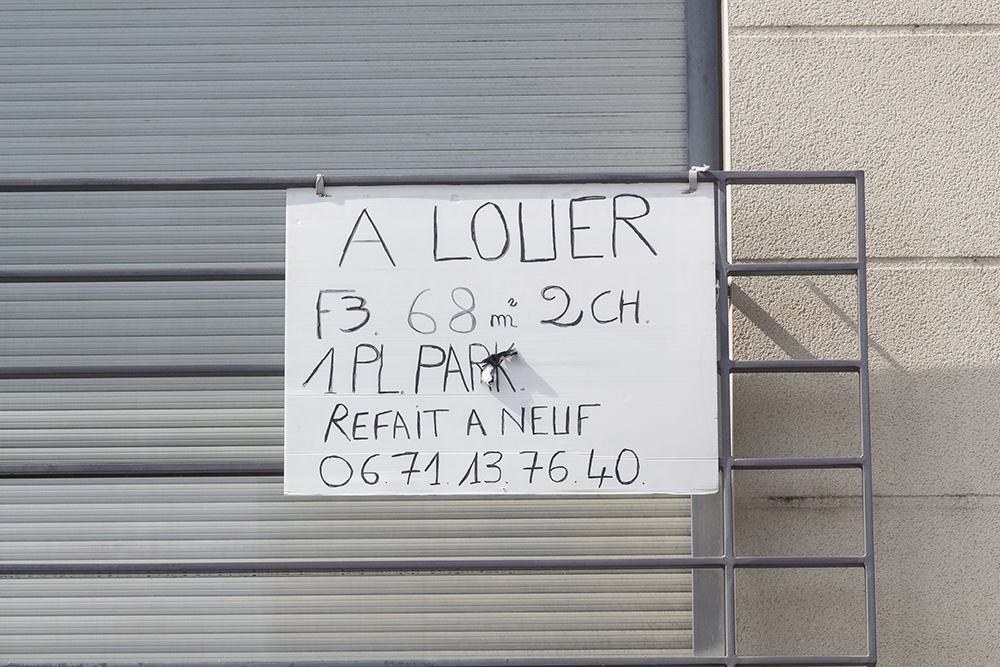 A LOUER
F3. 68 m² 2 CH.
1 PL. PARK.
REFAiT A NEUF
06.71.13.76.40.